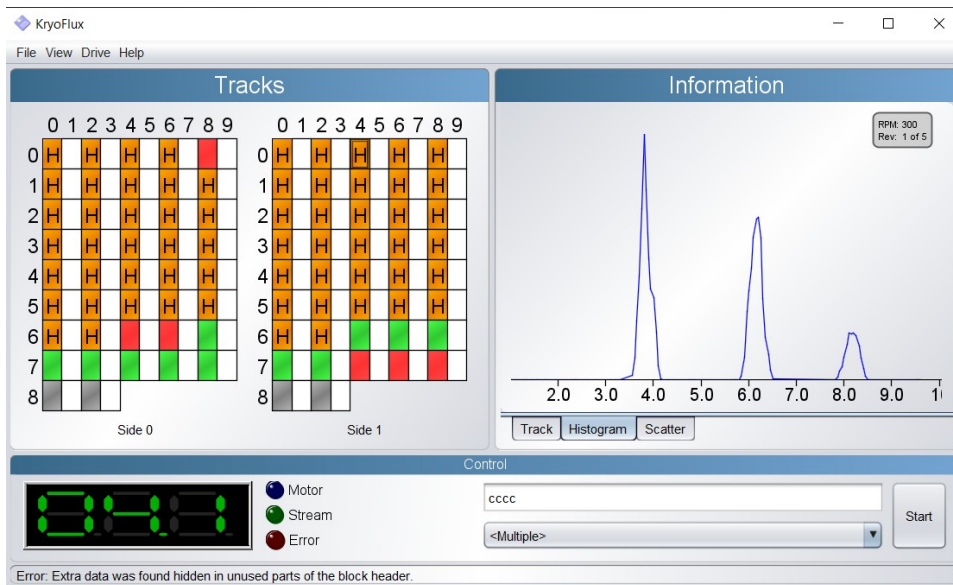 KryoFlux
File View Drive Help
Tracks
Information
0 1 2 3 4 5 6 7 8 9
0 1 2 3 4 5 6 7 8 9
RPM: 300
Rev: 1 of 5
0 H H H H
0 H H H H H
1 H H H H H
1 H H H H H
2 H H H H H
2 H H H H H
3 H H H H H
3 H H H H H
4 H H H H H
4 H H H H H
5 H H H H H
5 H H H H H
6 H H
6 H H
7
7
8
8
2.0 3.0 4.0 5.0 6.0 7.0 8.0 9.0
Side 0
Side 1
Track Histogram Scatter
Control
04.1
Motor
Stream
Error
cccc
<Multiple>
Start
Error: Extra data was found hidden in unused parts of the block header.